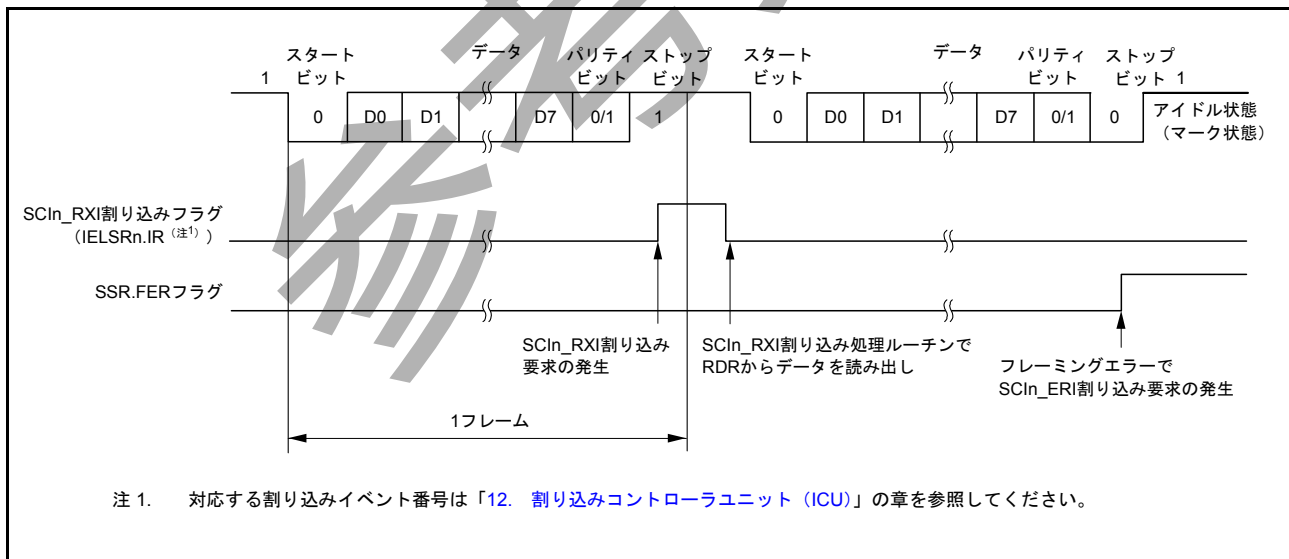 スタート
ビット
データ
パリティ
ビット
ストップ
ビット
スタート
ビット
データ
パリティ
ビット
ストップ
ビット
1
0 D0 D1 D7 0/1 1
0 D0 D1 D7 0/1 0
1
アイドル状態
（マーク状態）
SCIn_RXI割り込みフラグ
（IELSRn.IR（注1））
SSR.FERフラグ
SCIn_RXI割り込み
要求の発生
SCIn_RXI割り込み処理ルーチンで
RDRからデータを読み出し
フレーミングエラーで
SCIn_ERI割り込み要求の発生
1フレーム
注 1. 対応する割り込みイベント番号は「12. 割り込みコントローラユニット（ICU）」の章を参照してください。